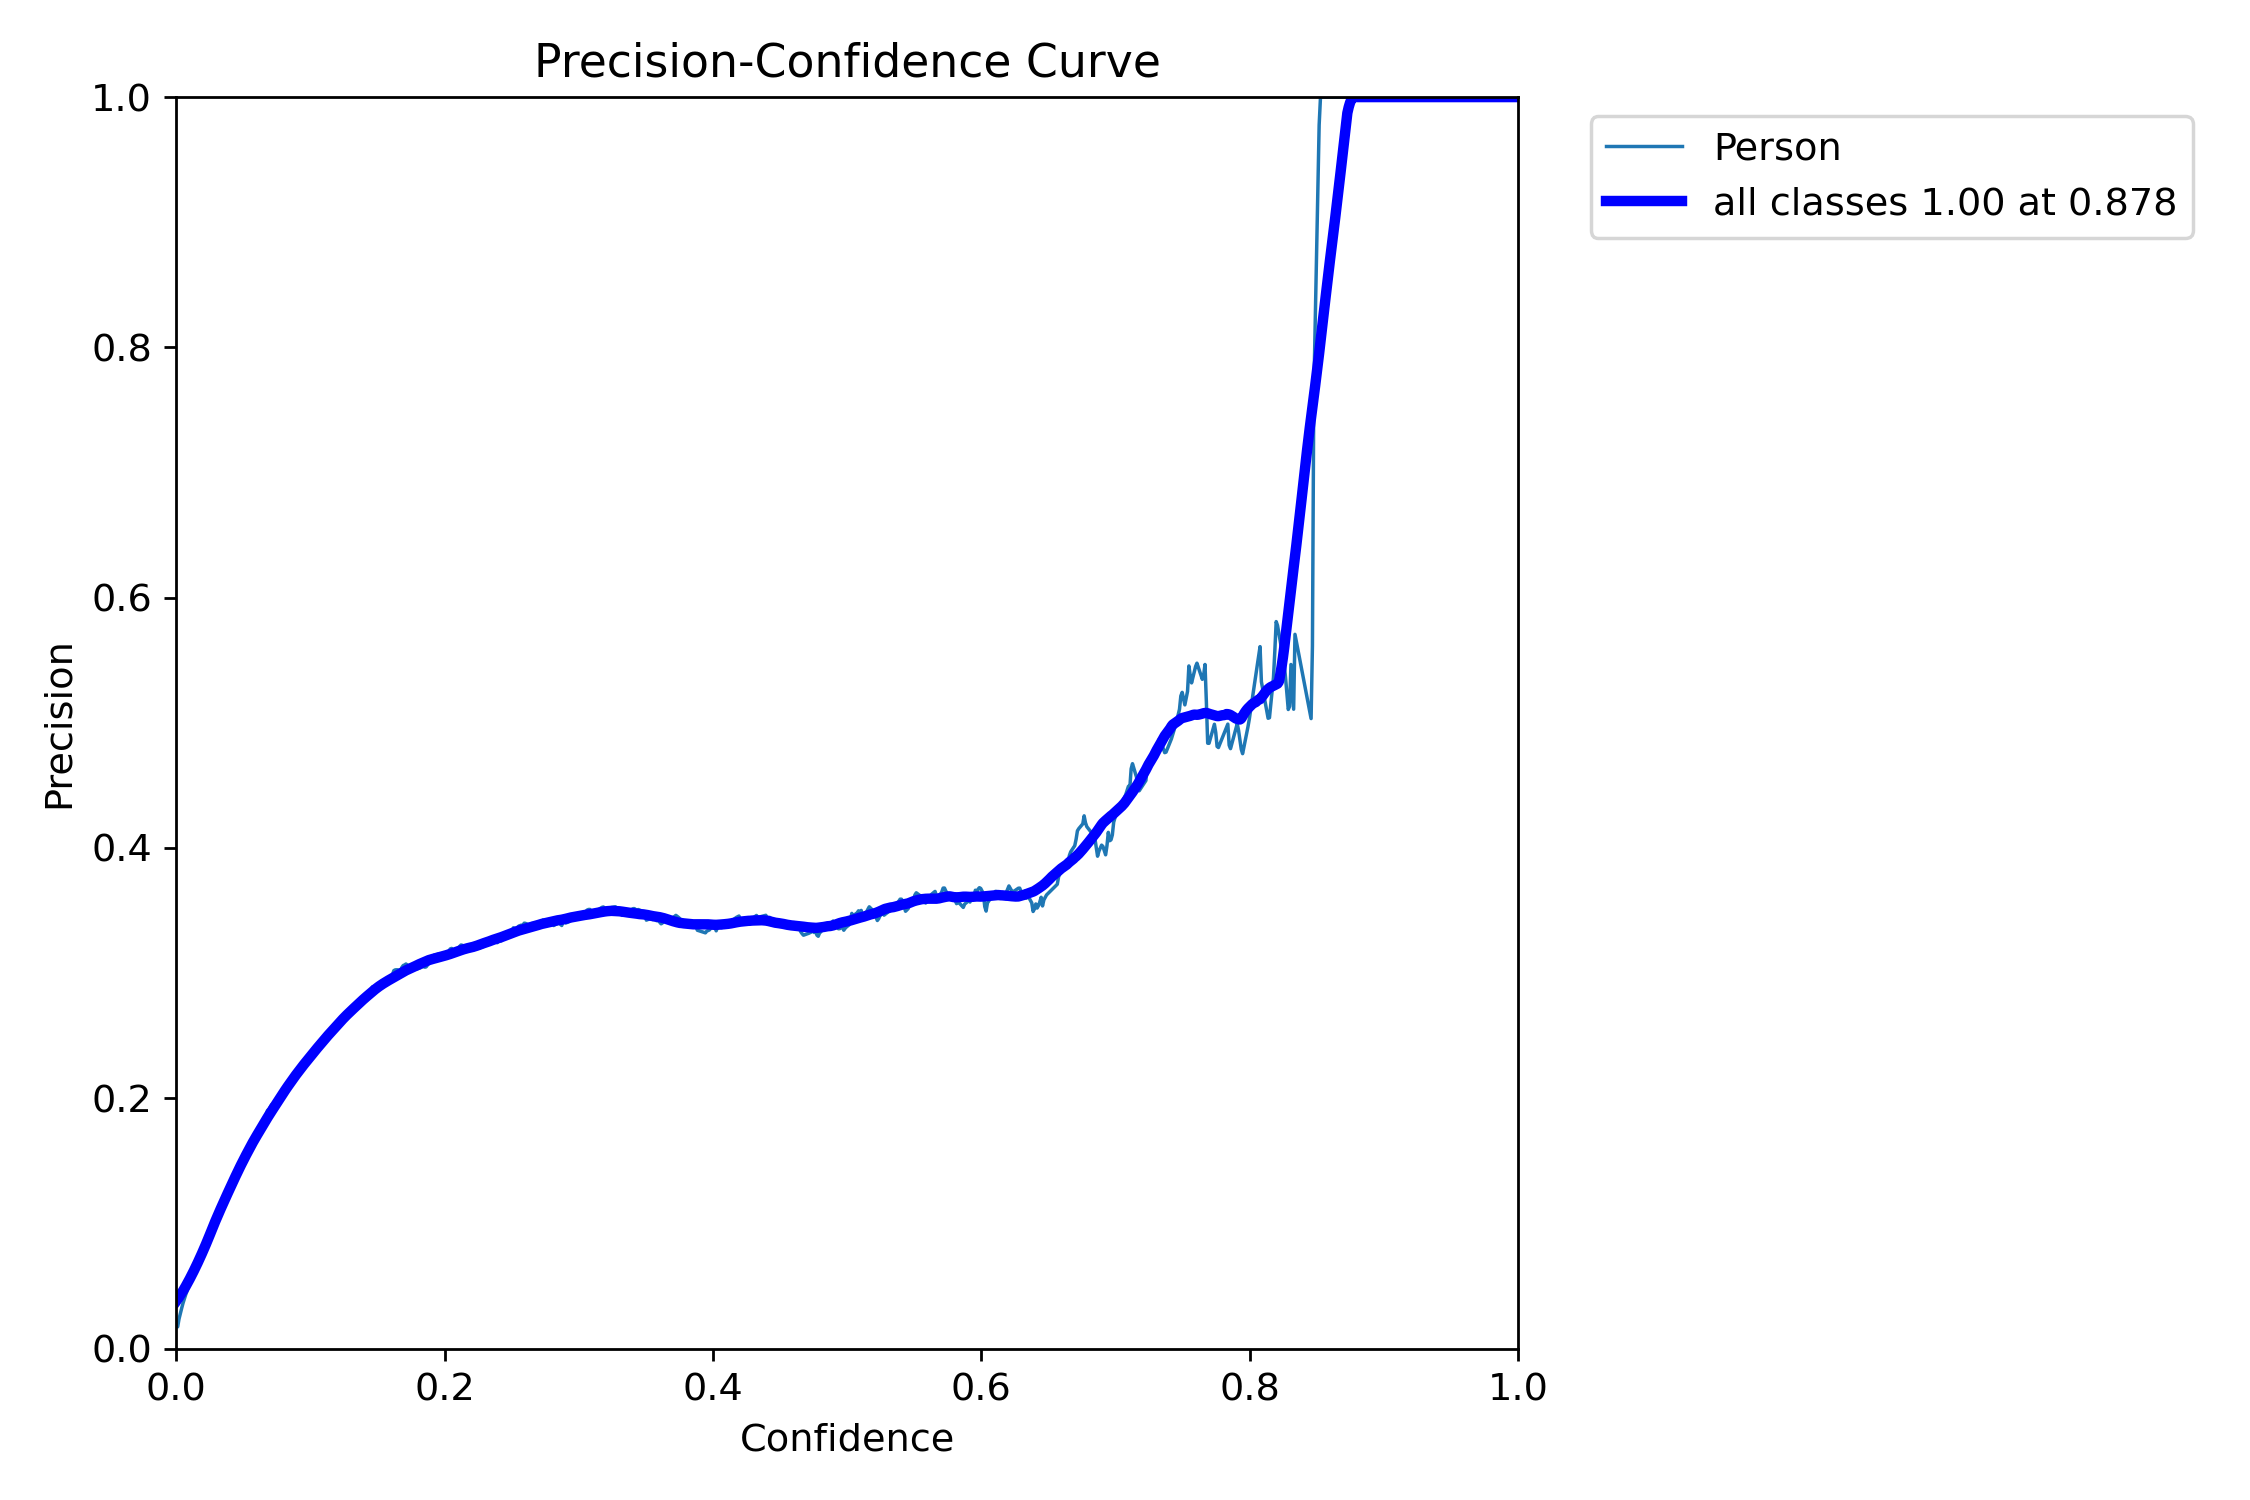 Precision-Confidence Curve
1.0
0.8
0.6
0.4
0.2
0.0
Precision
0.0 0.2 0.4 0.6 0.8 1.0
Confidence
Person
all classes 1.00 at 0.878